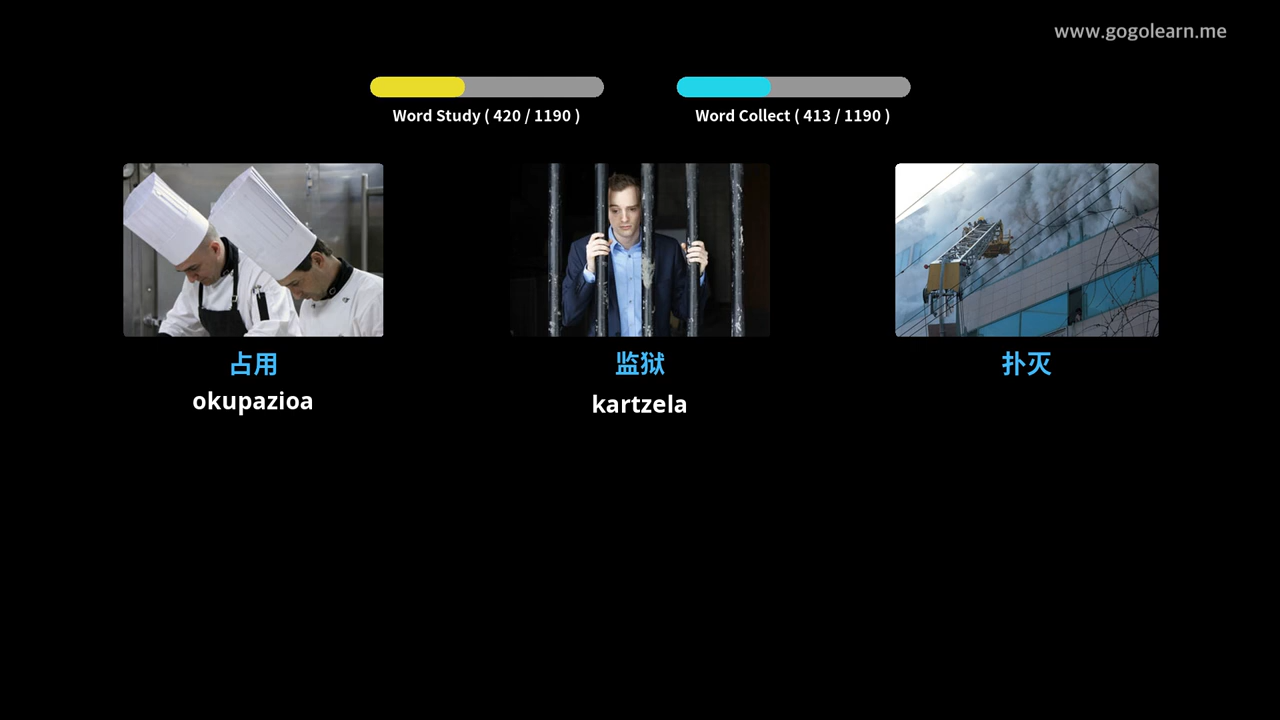 www.gogolearn.me
Word Study ( 420 / 1190 )
Word Collect ( 413 / 1190 )
占用
okupazioa
监狱
kartzela
扑灭